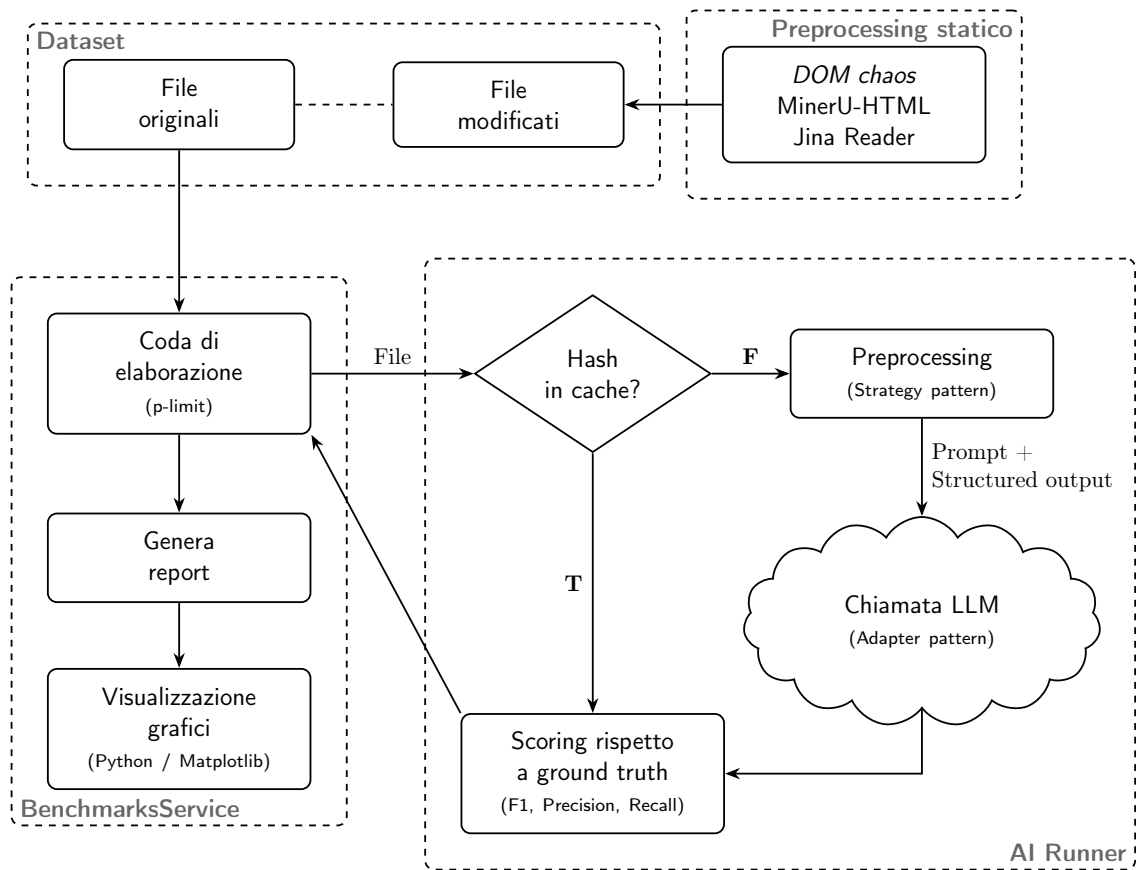 Dataset
File
originali
File
modificati
Preprocessing statico
DOM chaos
MinerU-HTML
Jina Reader
Coda di
elaborazione
(p-limit)
Genera
report
Visualizzazione
grafici
(Python / Matplotlib)
BenchmarksService
File
Hash
in cache?
F
T
Preprocessing
(Strategy pattern)
Prompt +
Structured output
Chiamata LLM
(Adapter pattern)
Scoring rispetto
a ground truth
(F1, Precision, Recall)
AI Runner